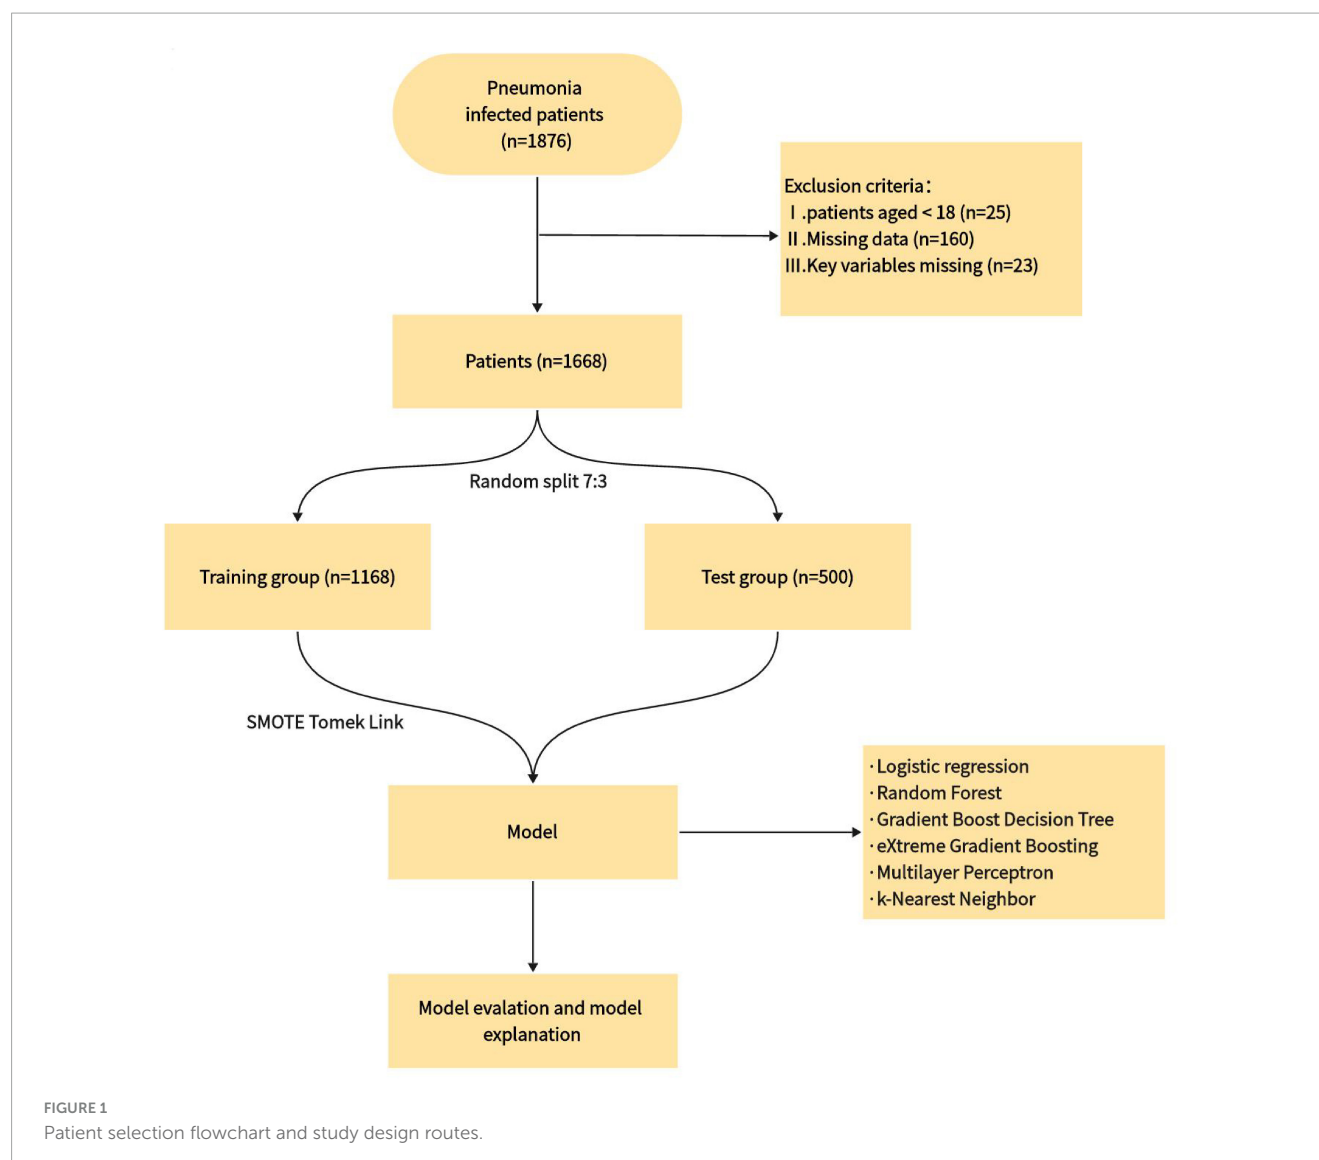 Pneumonia
infected patients
(n=1876)
Exclusion criteria：
Ⅰ.patients aged < 18 (n=25)
Ⅱ.Missing data (n=160)
Ⅲ.Key variables missing (n=23)
Patients (n=1668)
Random split 7:3
Training group (n=1168)
Test group (n=500)
SMOTE Tomek Link
Model
·Logistic regression
·Random Forest
·Gradient Boost Decision Tree
·eXtreme Gradient Boosting
·Multilayer Perceptron
·k-Nearest Neighbor
Model evalation and model
explanation
FIGURE 1
Patient selection flowchart and study design routes.